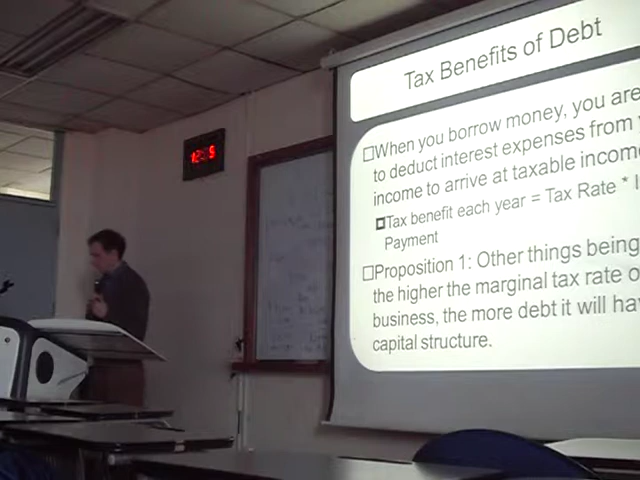 Tax Benefits of Debt
When you borrow money, you are
to deduct interest expenses from
income to arrive at taxable income
Tax benefit each year = Tax Rate *
Payment
Proposition 1: Other things being
the higher the marginal tax rate
business, the more debt it will
capital structure.